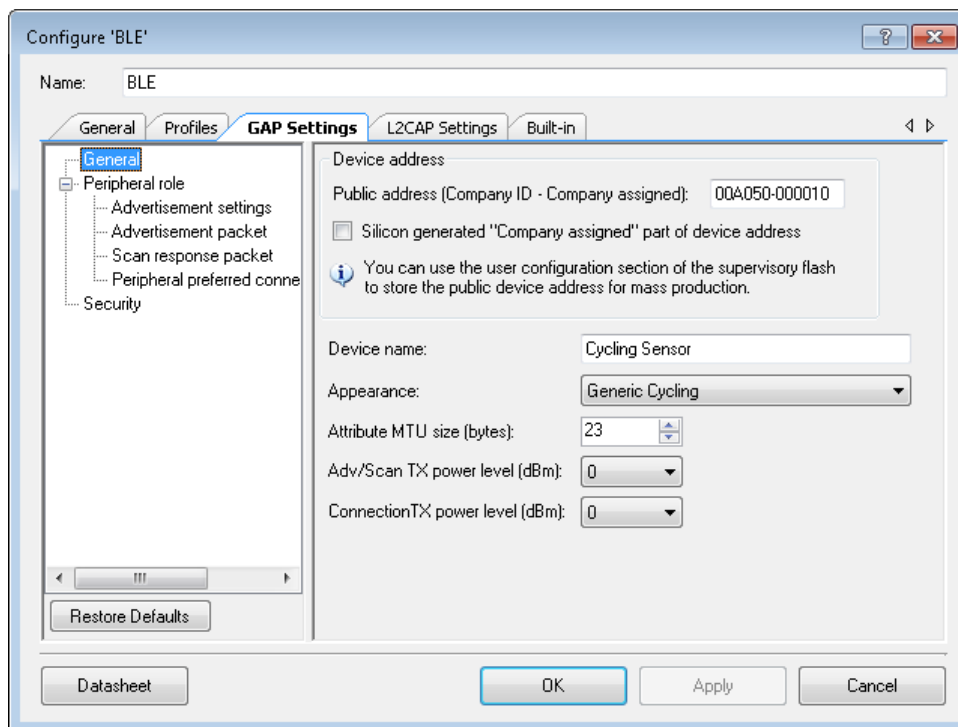 Configure 'BLE'
Name: BLE
General Profiles GAP Settings L2CAP Settings Built-in
General
Peripheral role
Advertisement settings
Advertisement packet
Scan response packet
Peripheral preferred conne
Security
Restore Defaults
Device address
Public address (Company ID - Company assigned): 00A050-000010
Silicon generated "Company assigned" part of device address
You can use the user configuration section of the supervisory flash
to store the public device address for mass production.
Device name: Cycling Sensor
Appearance: Generic Cycling
Attribute MTU size (bytes): 23
Adv/Scan TX power level (dBm): 0
ConnectionTX power level (dBm): 0
Datasheet OK Apply Cancel